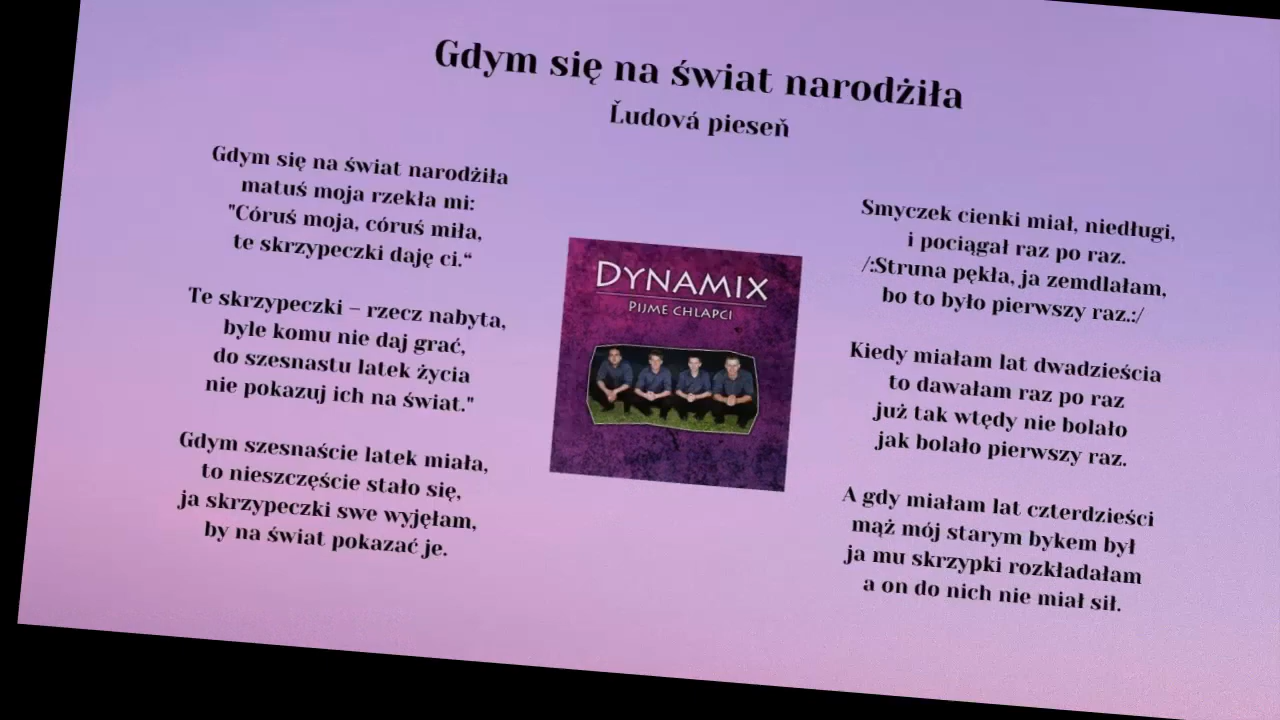 Gdym się na świat narodżiła
Ľudová pieseň
Gdym się na świat narodżiła
matuś moja rzekła mi:
"Córuś moja, córuś miła,
te skrzypeczki daję ci.“
Te skrzypeczki – rzecz nabyta,
byle komu nie daj grać,
do szesnastu latek życia
nie pokazuj ich na świat."
Gdym szesnaście latek miała,
to nieszczęście stało się,
ja skrzypeczki swe wyjęłam,
by na świat pokazać je.
DYNAMIX
PIJME CHLAPCI
Smyczek cienki miał, niedługi,
i pociągał raz po raz.
/:Struna pękła, ja zemdlałam,
bo to było pierwszy raz.:/
Kiedy miałam lat dwadzieścia
to dawałam raz po raz
już tak wtędy nie bolało
jak bolało pierwszy raz.
A gdy miałam lat czterdzieści
mąż mój starym bykem był
ja mu skrzypki rozkładałam
a on do nich nie miał sił.